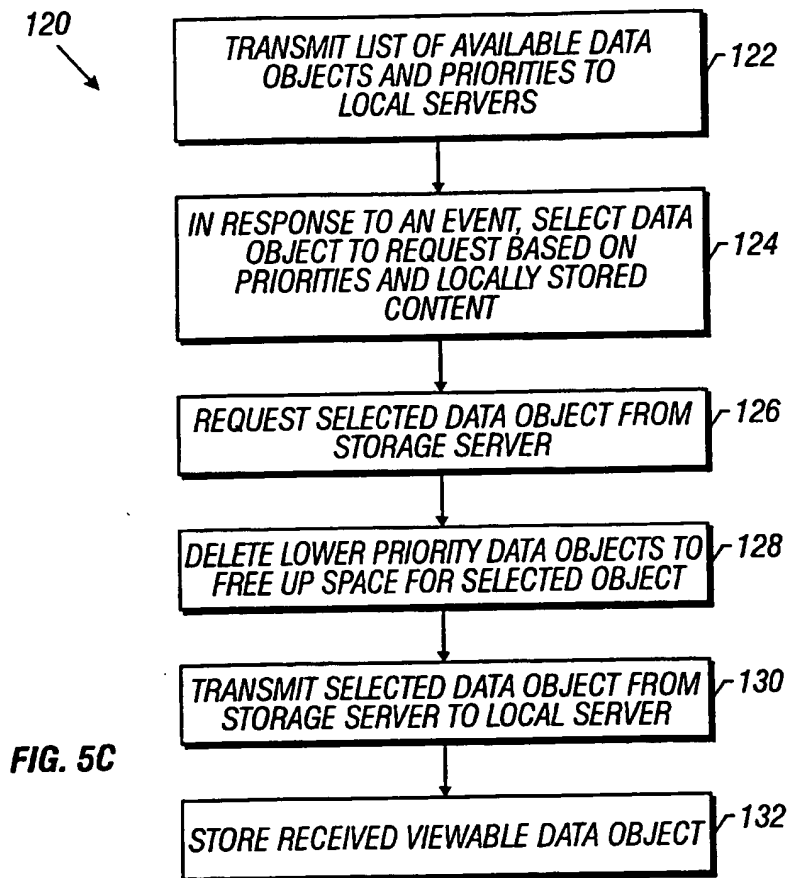 120
TRANSMIT LIST OF AVAILABLE DATA
OBJECTS AND PRIORITIES TO
LOCAL SERVERS
122
IN RESPONSE TO AN EVENT, SELECT DATA
OBJECT TO REQUEST BASED ON
PRIORITIES AND LOCALLY STORED
CONTENT
124
REQUEST SELECTED DATA OBJECT FROM
STORAGE SERVER
126
DELETE LOWER PRIORITY DATA OBJECTS TO
FREE UP SPACE FOR SELECTED OBJECT
128
TRANSMIT SELECTED DATA OBJECT FROM
STORAGE SERVER TO LOCAL SERVER
130
FIG. 5C
STORE RECEIVED VIEWABLE DATA OBJECT
132